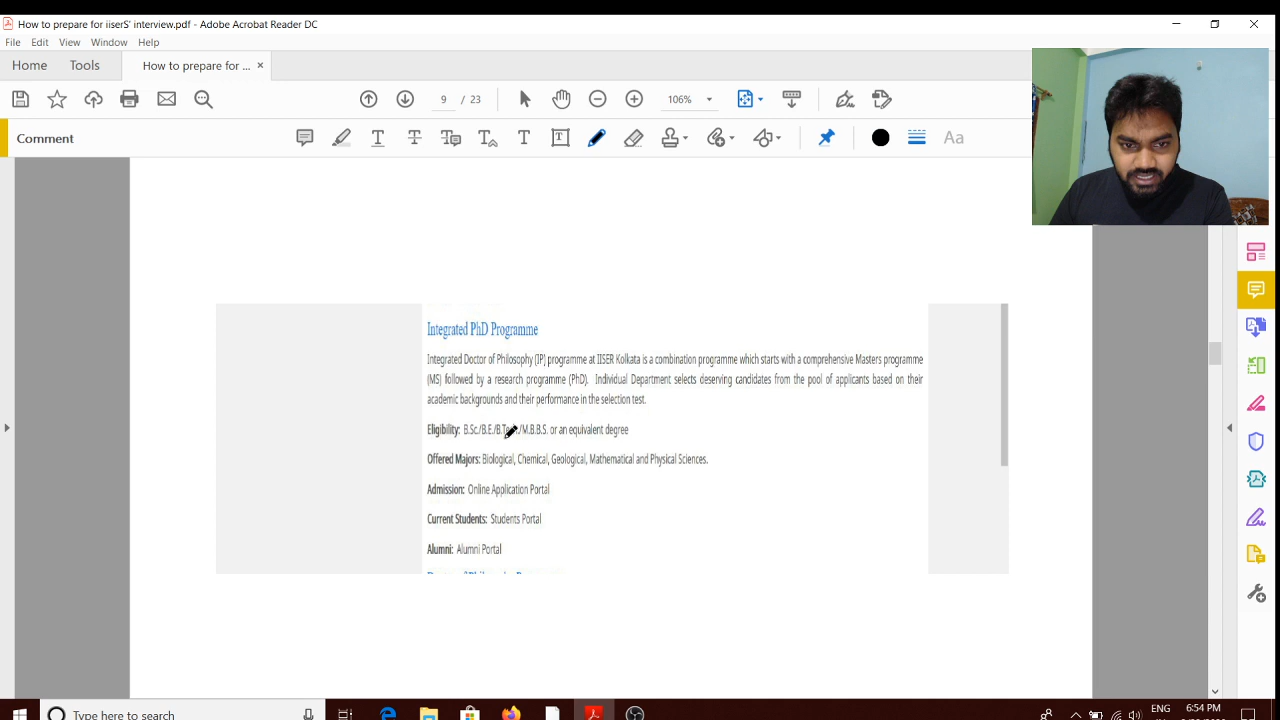 How to prepare for iiserS' interview.pdf - Adobe Acrobat Reader DC
File Edit View Window Help
Home Tools How to prepare for ... ×
9 / 23 106%
Comment
Aa
Integrated PhD Programme
Integrated Doctor of Philosophy (IP) programme at IISER Kolkata is a combination programme which starts with a comprehensive Masters programme
(MS) followed by a research programme (PhD). Individual Department selects deserving candidates from the pool of applicants based on their
academic backgrounds and their performance in the selection test.
Eligibility: B.Sc./B.E./ /M.B.B.S. or an equivalent degree
Offered Majors: Biological, Chemical, Geological, Mathematical and Physical Sciences.
Admission: Online Application Portal
Current Students: Students Portal
Alumni: Alumni Portal
Type here to search
ENG 6:54 PM